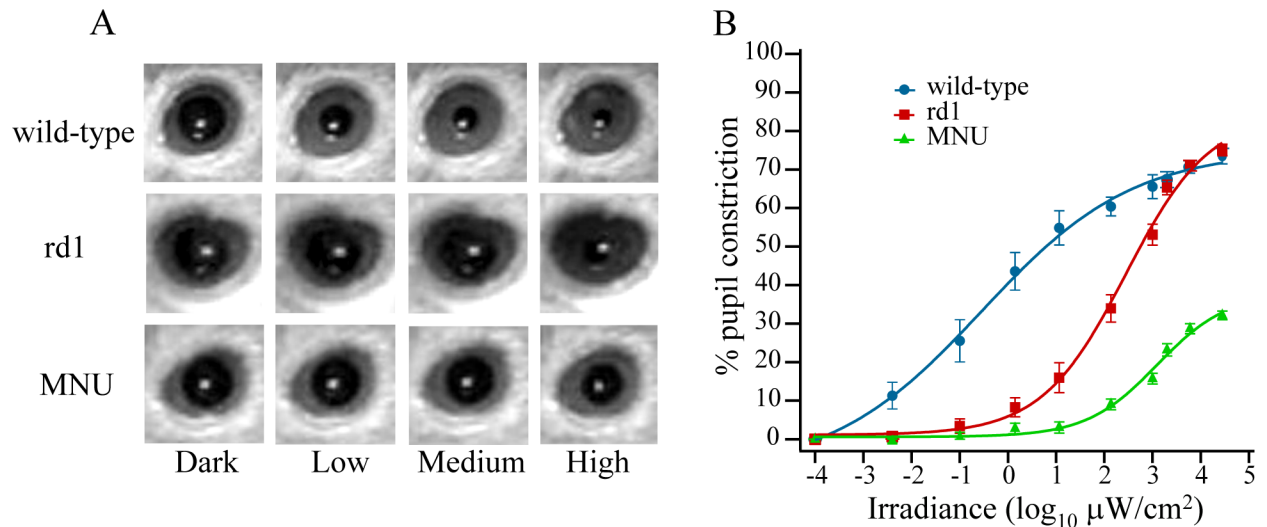 A
wild-type
rd1
MNU
Dark Low Medium High
B
% pupil constriction
100
90
80
70
60
50
40
30
20
10
0
wild-type
rd1
MNU
-4 -3 -2 -1 0 1 2 3 4 5
Irradiance (log₁₀ µW/cm²)